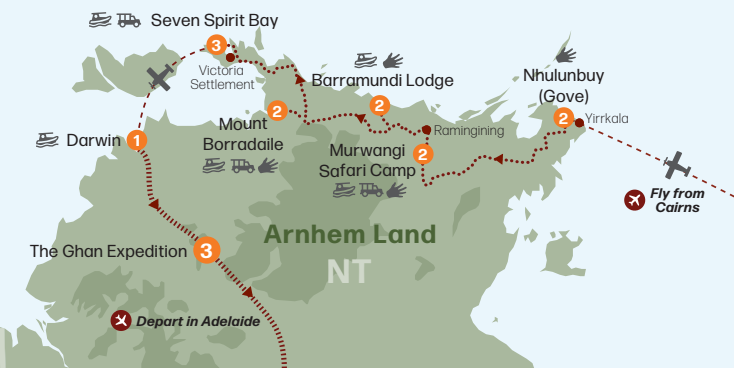 3 Seven Spirit Bay
Victoria
Settlement
Barramundi Lodge
2
Nhulunbuy
(Gove)
2 Yirrkala
2
Mount
Borradaile
Ramingining
Darwin 1
Murwangi
Safari Camp
2
Fly from
Cairns
Arnhem Land
NT
The Ghan Expedition 3
Depart in Adelaide